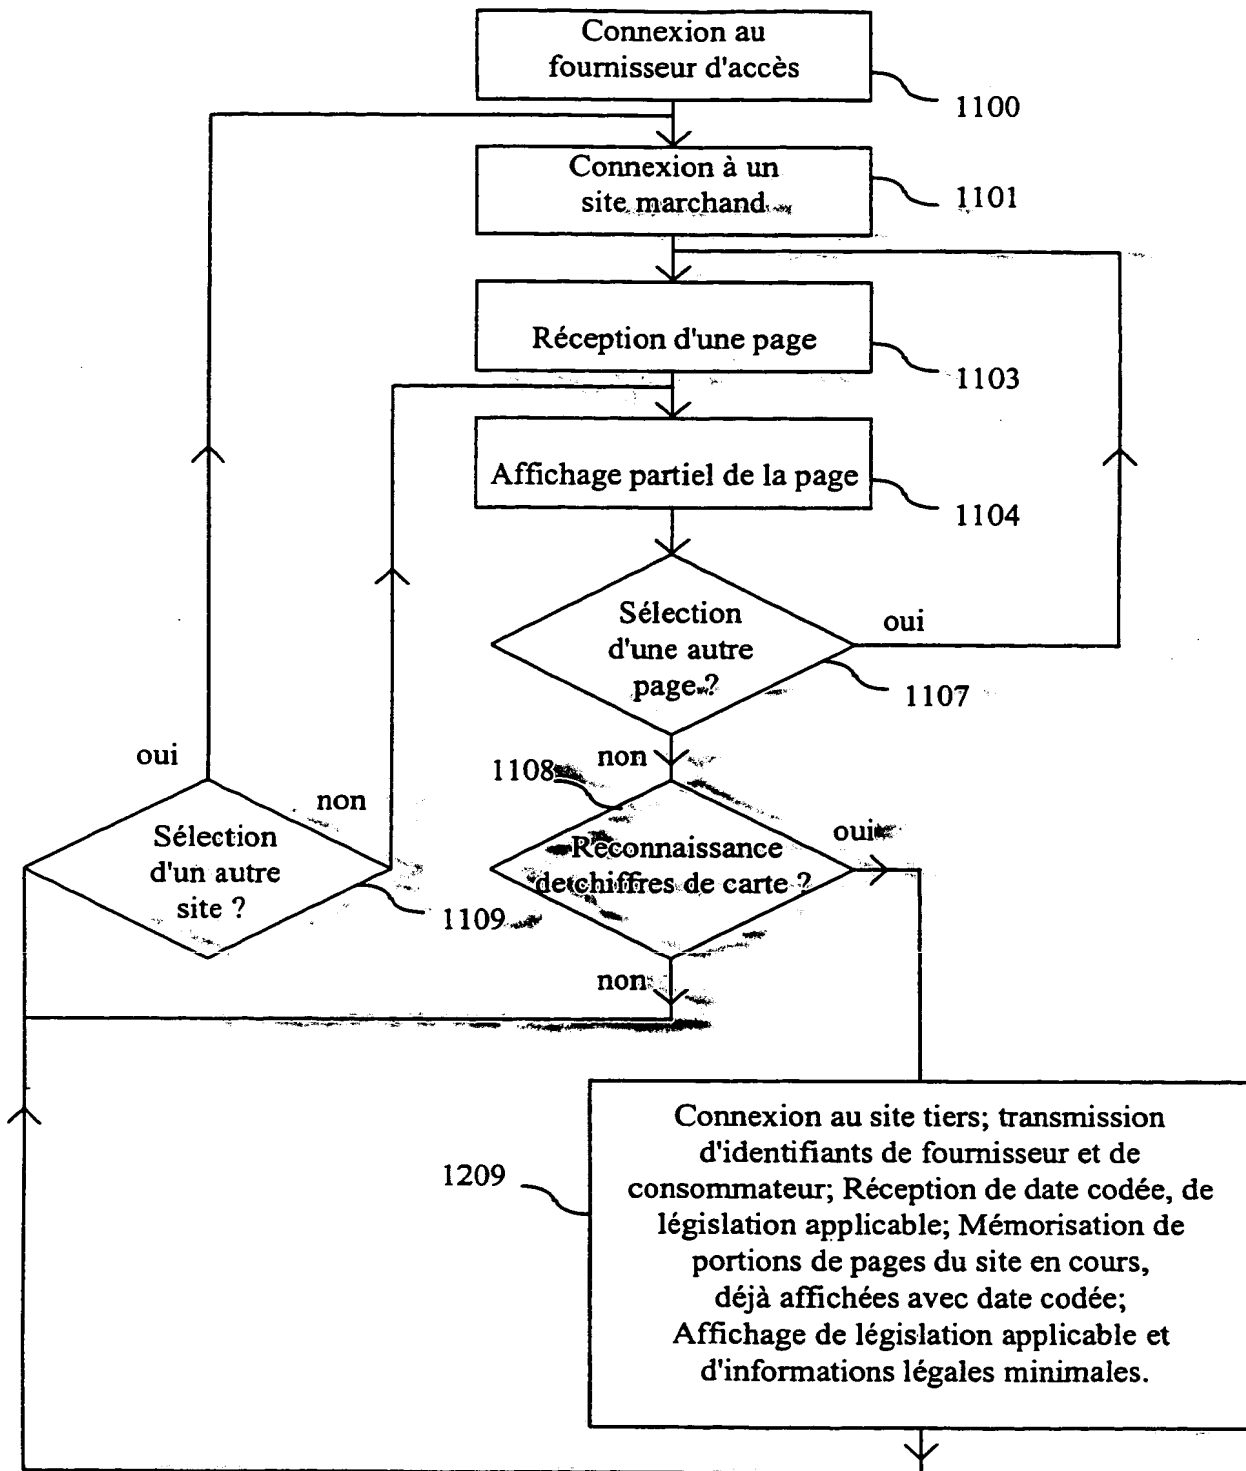 Connexion au
fournisseur d'accès
1100
Connexion à un
site marchand
1101
Réception d'une page
1103
Affichage partiel de la page
1104
Sélection
d'une autre
page ?
oui
1107
non
1108
Reconnaissance
de chiffres de carte ?
oui
non
oui
non
Sélection
d'un autre
site ?
1109
1209
Connexion au site tiers; transmission
d'identifiants de fournisseur et de
consommateur; Réception de date codée, de
législation applicable; Mémorisation de
portions de pages du site en cours,
déjà affichées avec date codée;
Affichage de législation applicable et
d'informations légales minimales.